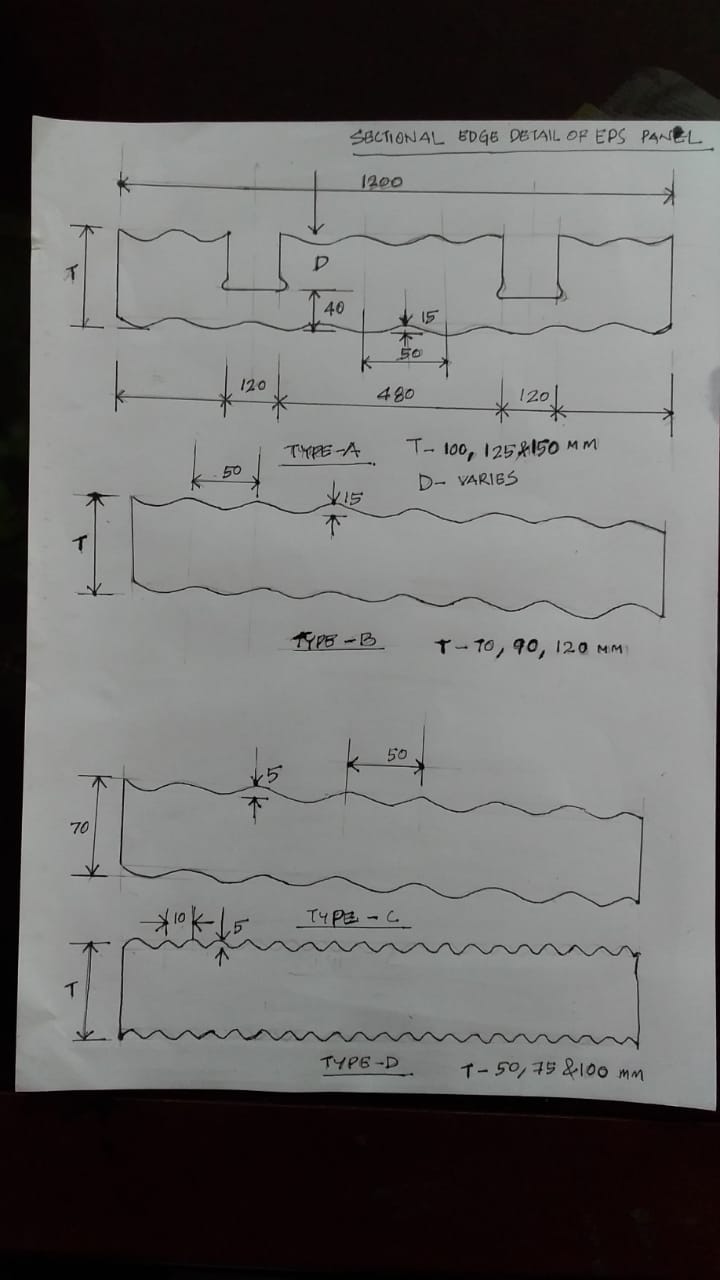 SECTIONAL EDGE DETAIL OF EPS PANEL
1200
T
D
40
15
50
120
480
120
TYPE-A
T- 100, 125 & 150 MM
D- VARIES
50
15
T
TYPE-B
T-70, 90, 120 MM
50
5
70
TYPE-C
10
5
T
TYPE-D
T-50, 75 & 100 MM